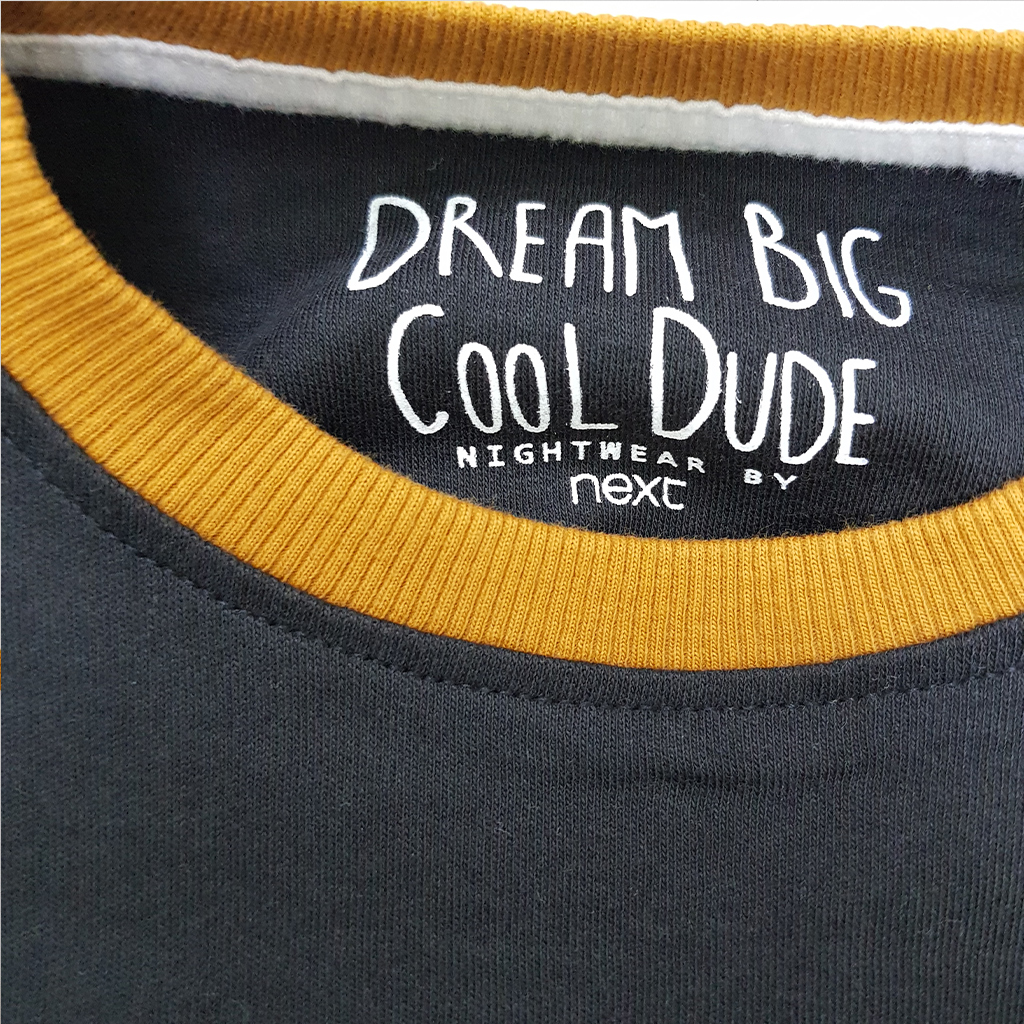 DREAM BIG
COOL DUDE
NIGHTWEAR BY
next